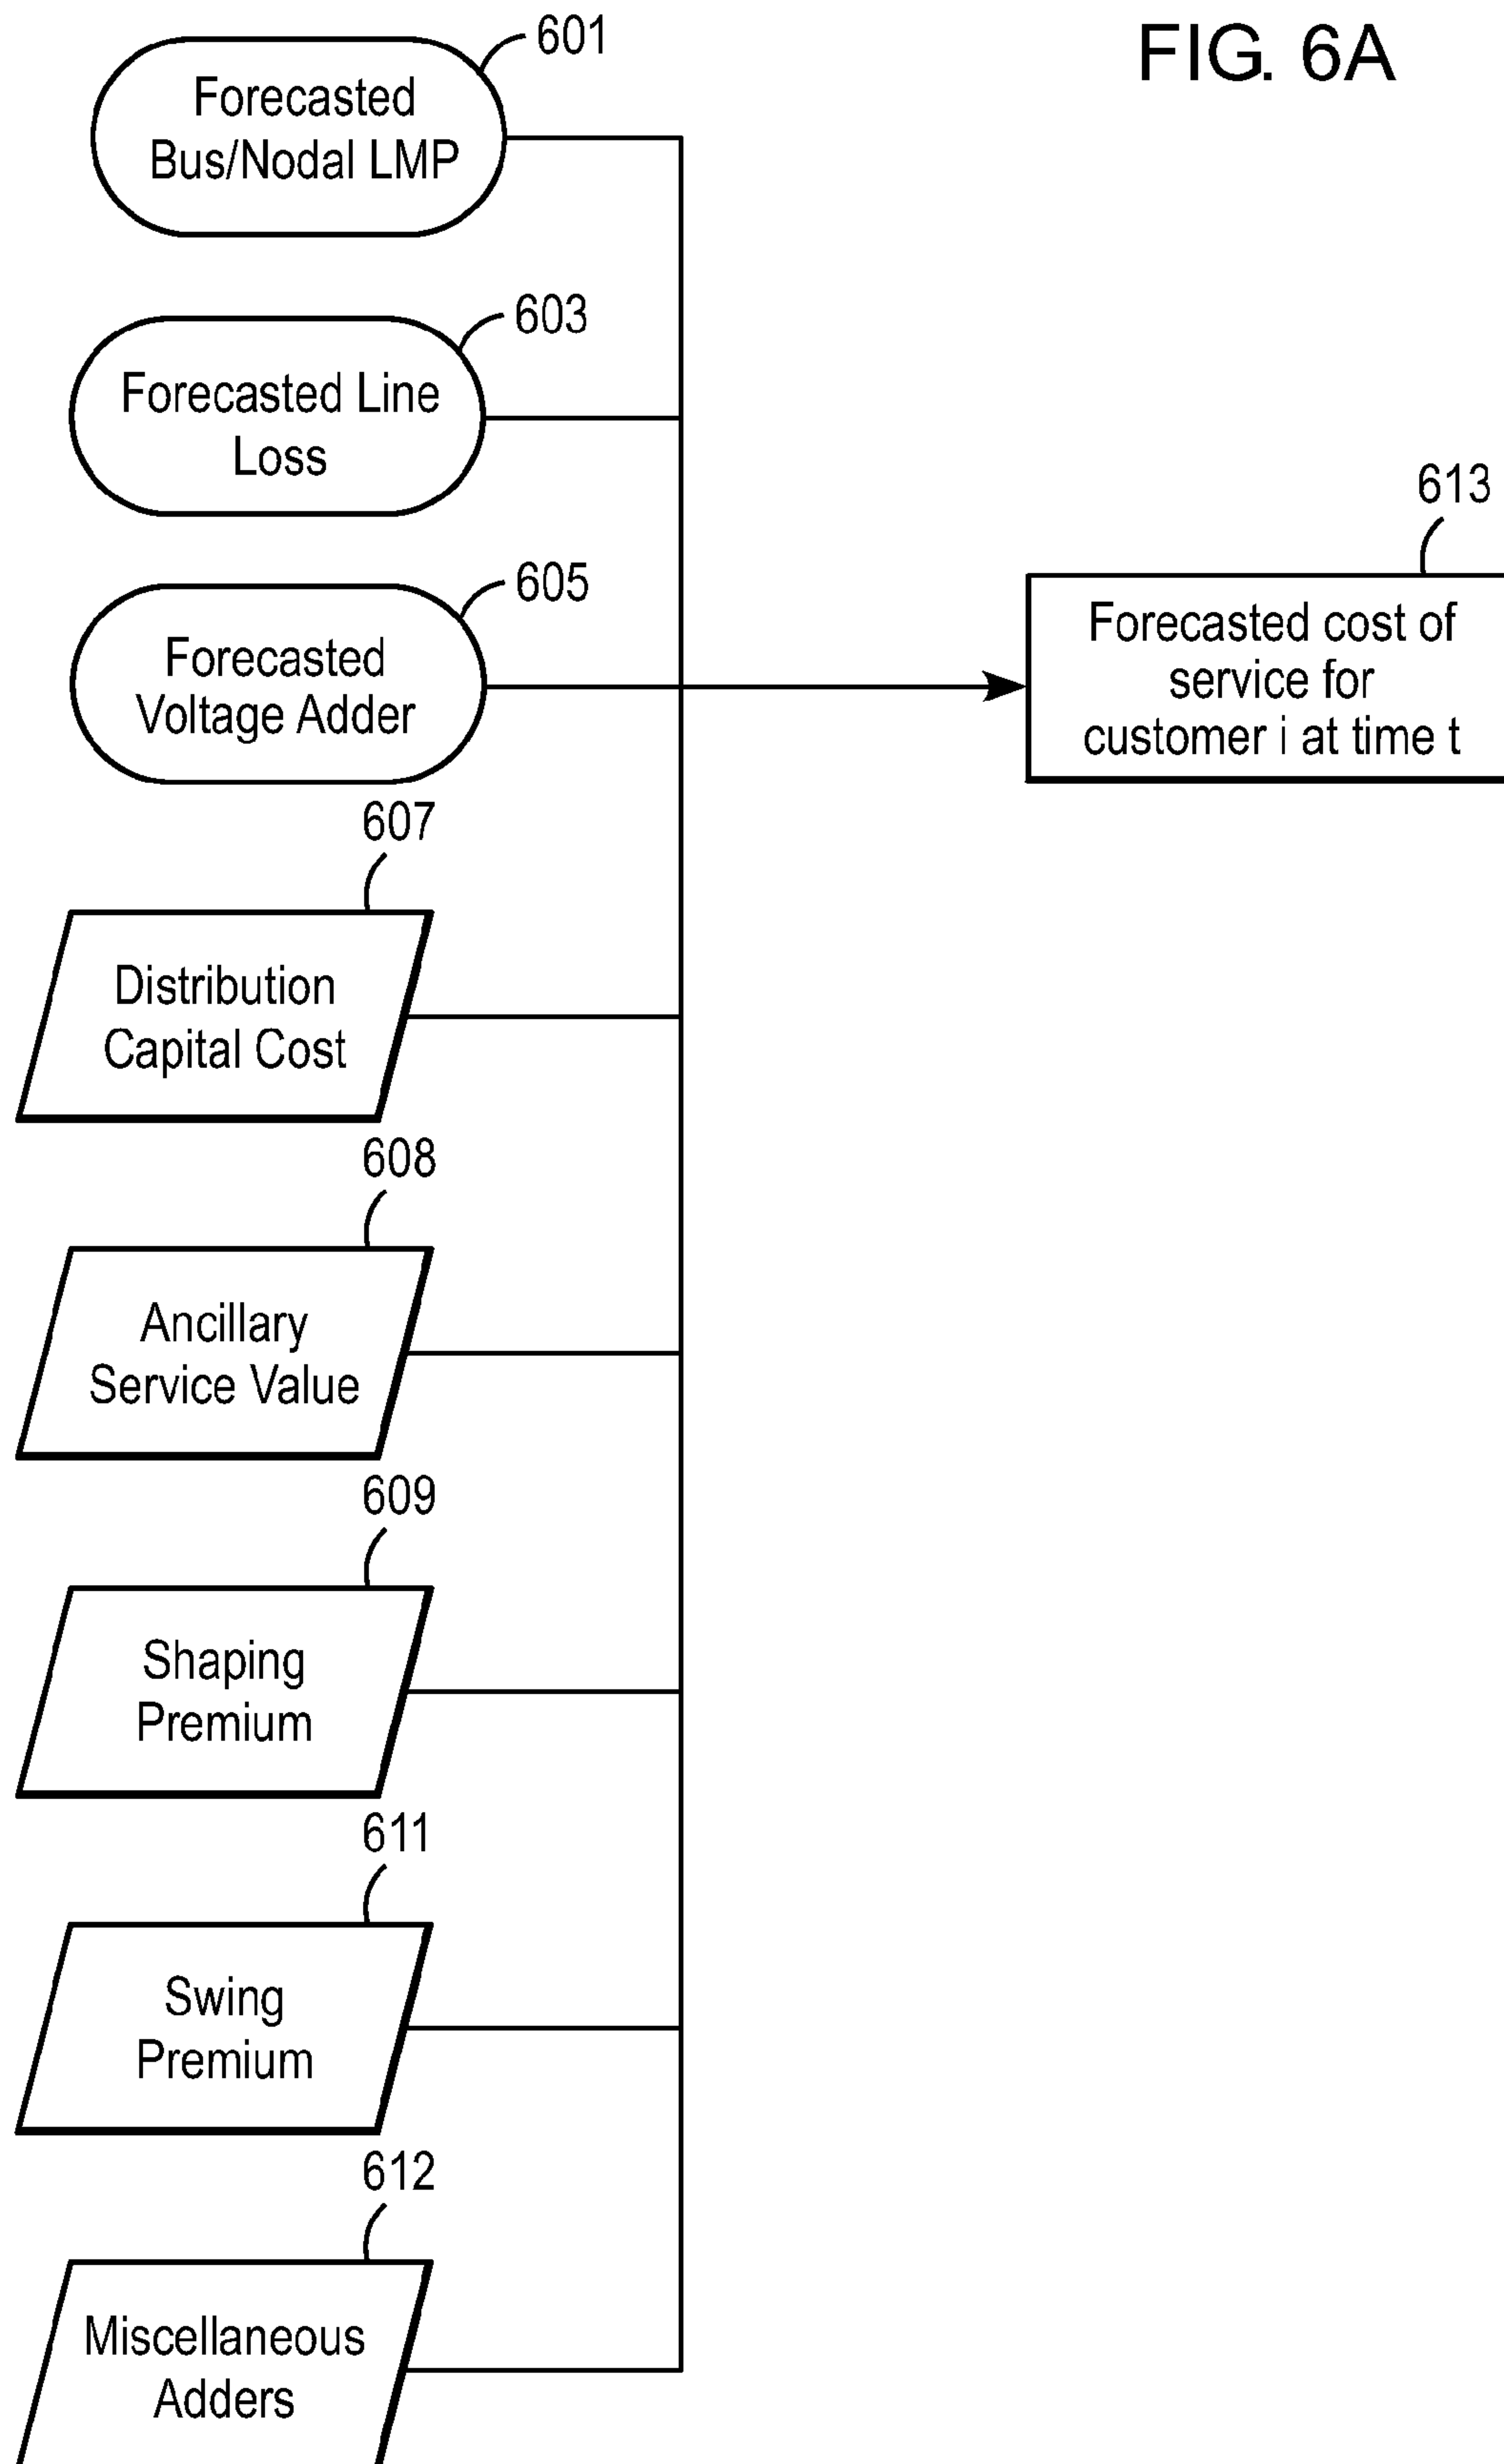 FIG. 6A
601
Forecasted
Bus/Nodal LMP
603
Forecasted Line
Loss
605
Forecasted
Voltage Adder
613
Forecasted cost of
service for
customer i at time t
607
Distribution
Capital Cost
608
Ancillary
Service Value
609
Shaping
Premium
611
Swing
Premium
612
Miscellaneous
Adders